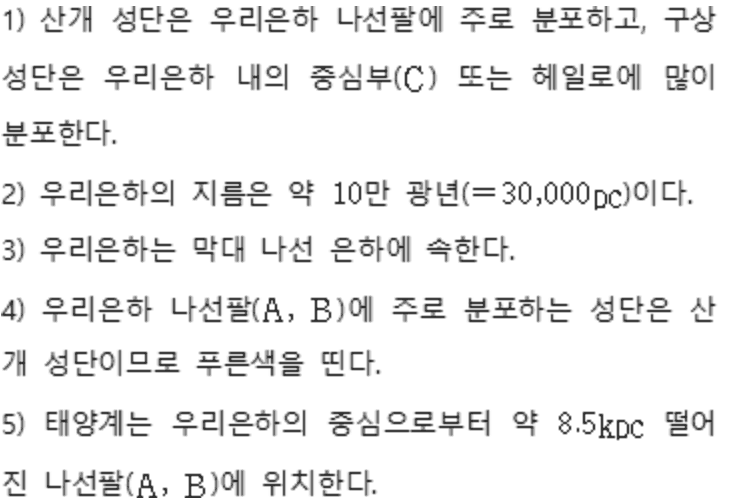 1) 산개 성단은 우리은하 나선팔에 주로 분포하고, 구상
성단은 우리은하 내의 중심부(C) 또는 헤일로에 많이
분포한다.
2) 우리은하의 지름은 약 10만 광년(=30,000pc)이다.
3) 우리은하는 막대 나선 은하에 속한다.
4) 우리은하 나선팔(A, B)에 주로 분포하는 성단은 산
개 성단이므로 푸른색을 띤다.
5) 태양계는 우리은하의 중심으로부터 약 8.5kpc 떨어
진 나선팔(A, B)에 위치한다.